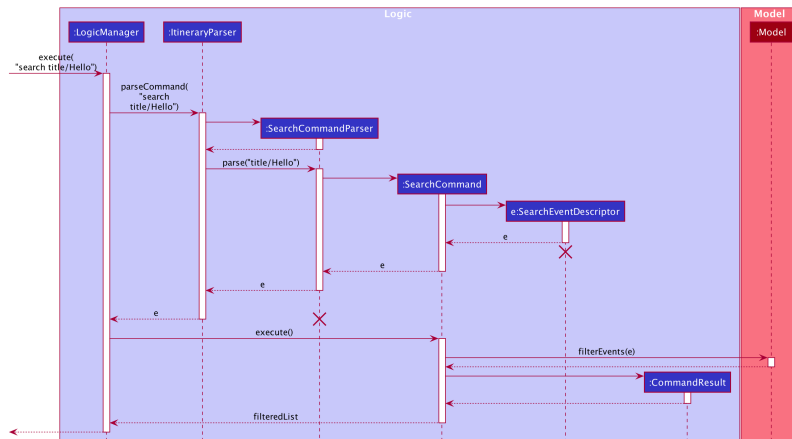 Logic
Model
:LogicManager
:ItineraryParser
:Model
execute(
"search title/Hello")
parseCommand(
"search
title/Hello")
:SearchCommandParser
parse("title/Hello")
:SearchCommand
e:SearchEventDescriptor
e
e
e
e
execute()
filterEvents(e)
:CommandResult
filteredList